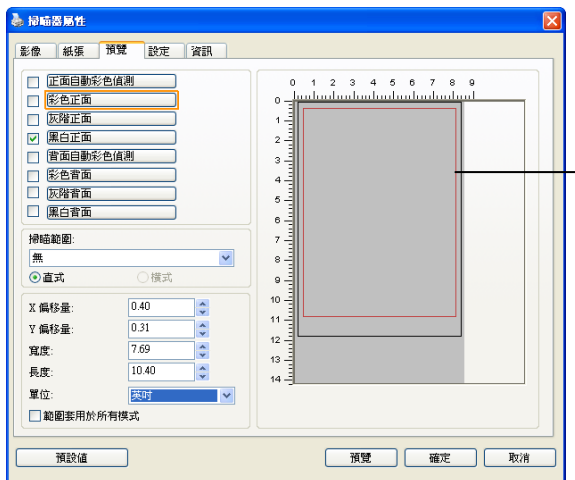 掃瞄器屬性
影像 紙張 預覽 設定 資訊
正面自動彩色偵測
彩色正面
灰階正面
黑白正面
背面自動彩色偵測
彩色背面
灰階背面
黑白背面
掃瞄範圍:
無
直式 橫式
X 偏移量: 0.40
Y 偏移量: 0.31
寬度: 7.69
長度: 10.40
單位: 英吋
範圍套用於所有模式
0 1 2 3 4 5 6 7 8 9
0
1
2
3
4
5
6
7
8
9
10
11
12
13
14
預設值 預覽 確定 取消